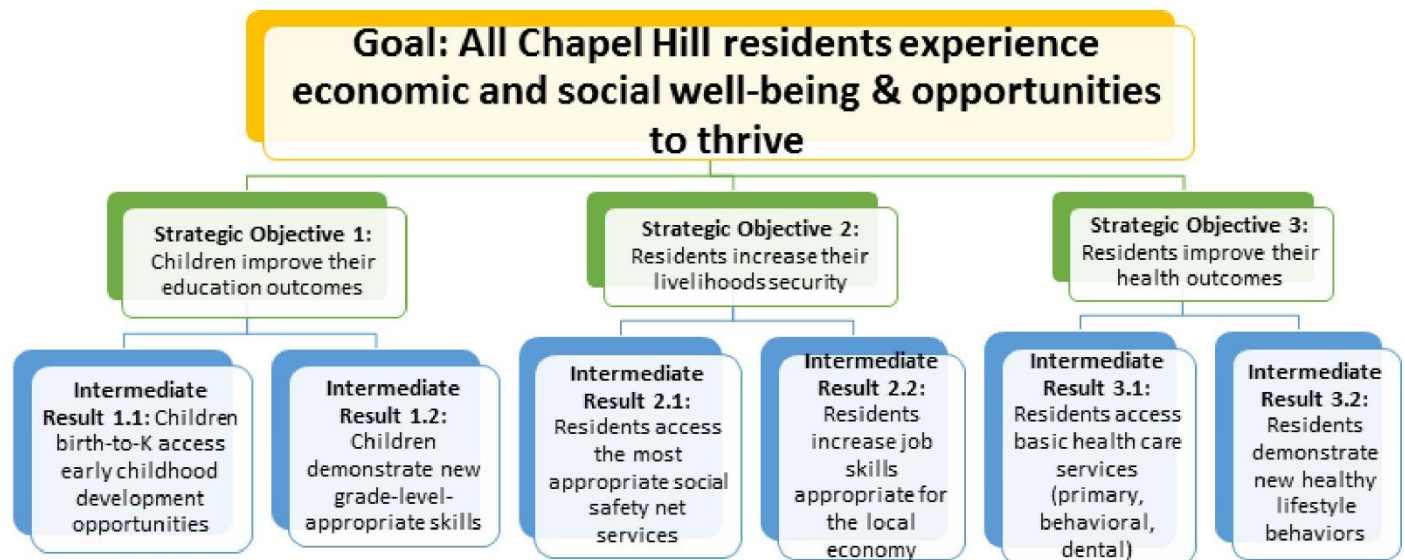 Goal: All Chapel Hill residents experience
economic and social well-being & opportunities
to thrive
Strategic Objective 1:
Children improve their
education outcomes
Strategic Objective 2:
Residents increase their
livelihoods security
Strategic Objective 3:
Residents improve their
health outcomes
Intermediate
Result 1.1: Children
birth-to-K access
early childhood
development
opportunities
Intermediate
Result 1.2:
Children
demonstrate new
grade-level-
appropriate skills
Intermediate
Result 2.1:
Residents access
the most
appropriate social
safety net
services
Intermediate
Result 2.2:
Residents
increase job
skills
appropriate for
the local
economy
Intermediate
Result 3.1:
Residents access
basic health care
services
(primary,
behavioral,
dental)
Intermediate
Result 3.2:
Residents
demonstrate
new healthy
lifestyle
behaviors